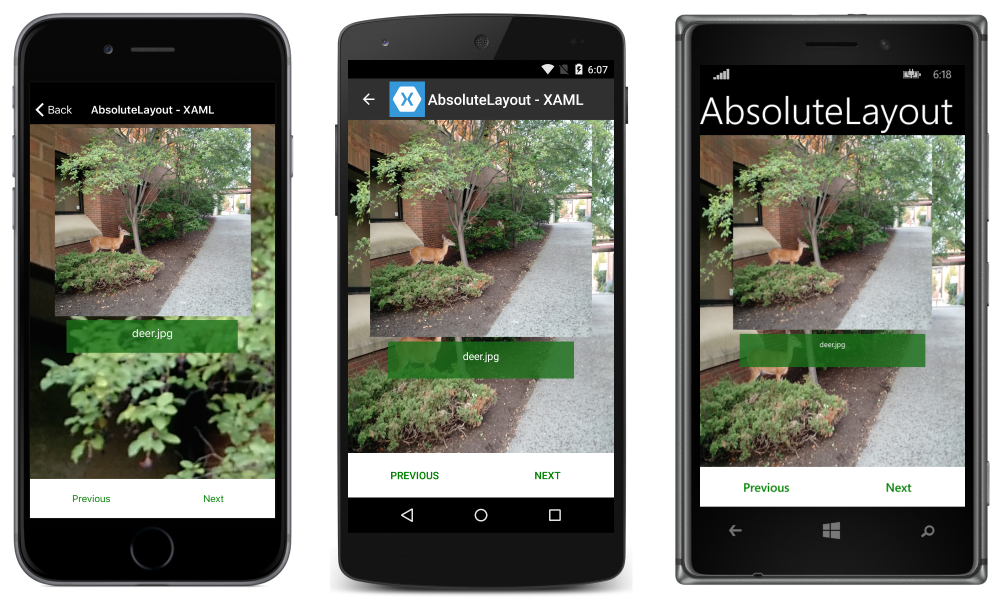 Back AbsoluteLayout - XAML
deer.jpg
Previous Next
6:07
AbsoluteLayout - XAML
deer.jpg
PREVIOUS NEXT
6:18
AbsoluteLayout
deer.jpg
Previous Next